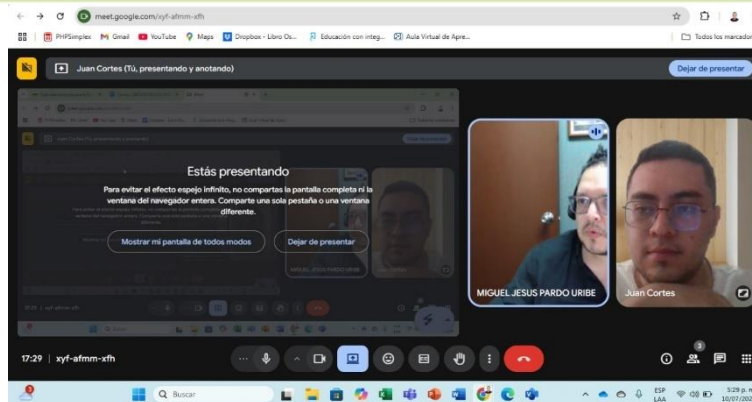 meet.google.com/xyf-afmm-xfh
PHPSimplex
Gmail
YouTube
Maps
Dropbox - Libro Os...
Educación con integ...
Aula Virtual de Apre...
Todos los marcador
Juan Cortes (Tú, presentando y anotando)
Dejar de presentar
Estás presentando
Para evitar el efecto espejo infinito, no compartas la pantalla completa ni la
ventana del navegador entera. Comparte una sola pestaña o una ventana
diferente.
Mostrar mi pantalla de todos modos
Dejar de presentar
MIGUEL JESUS PARDO URIBE
Juan Cortes
17:29 | xyf-afmm-xfh
3
Buscar
ESP
LAA
5:29 p. m